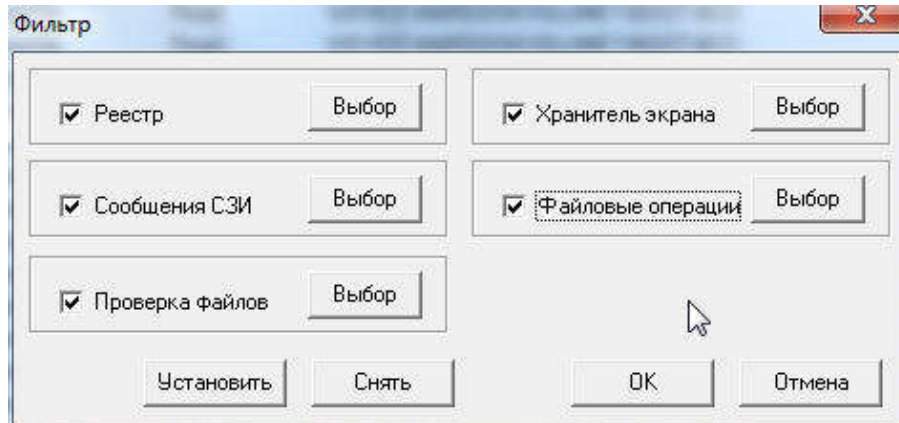 Фильтр
Реестр Выбор
Хранитель экрана Выбор
Сообщения СЗИ Выбор
Файловые операции Выбор
Проверка файлов Выбор
Установить Снять OK Отмена